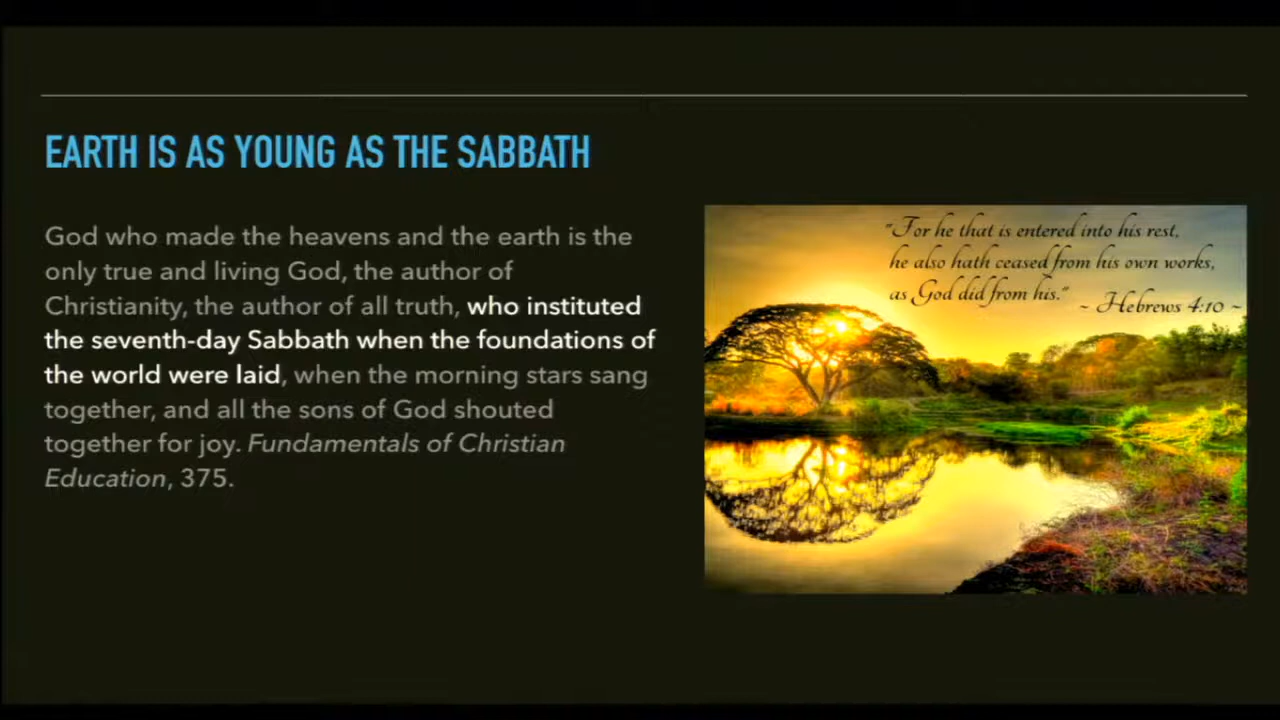 EARTH IS AS YOUNG AS THE SABBATH
God who made the heavens and the earth is the
only true and living God, the author of
Christianity, the author of all truth, who instituted
the seventh-day Sabbath when the foundations of
the world were laid, when the morning stars sang
together, and all the sons of God shouted
together for joy. Fundamentals of Christian
Education, 375.
"For he that is entered into his rest,
he also hath ceased from his own works,
as God did from his."
~ Hebrews 4:10 ~